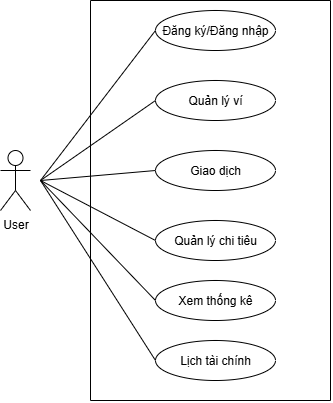 Đăng ký/Đăng nhập
Quản lý ví
Giao dịch
User
Quản lý chi tiêu
Xem thống kê
Lịch tài chính